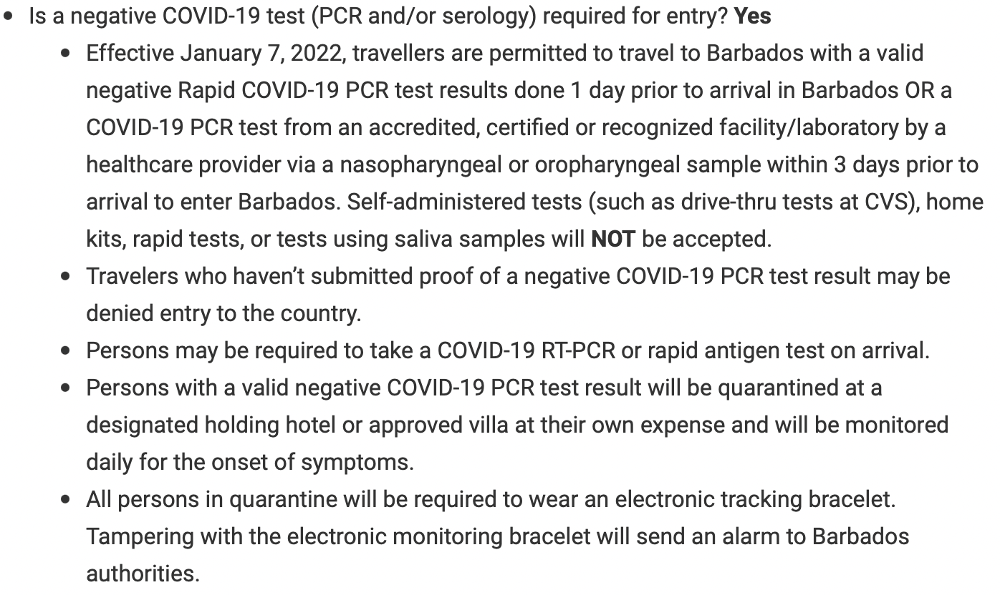 • Is a negative COVID-19 test (PCR and/or serology) required for entry? Yes
• Effective January 7, 2022, travellers are permitted to travel to Barbados with a valid
negative Rapid COVID-19 PCR test results done 1 day prior to arrival in Barbados OR a
COVID-19 PCR test from an accredited, certified or recognized facility/laboratory by a
healthcare provider via a nasopharyngeal or oropharyngeal sample within 3 days prior to
arrival to enter Barbados. Self-administered tests (such as drive-thru tests at CVS), home
kits, rapid tests, or tests using saliva samples will NOT be accepted.
• Travelers who haven’t submitted proof of a negative COVID-19 PCR test result may be
denied entry to the country.
• Persons may be required to take a COVID-19 RT-PCR or rapid antigen test on arrival.
• Persons with a valid negative COVID-19 PCR test result will be quarantined at a
designated holding hotel or approved villa at their own expense and will be monitored
daily for the onset of symptoms.
• All persons in quarantine will be required to wear an electronic tracking bracelet.
Tampering with the electronic monitoring bracelet will send an alarm to Barbados
authorities.